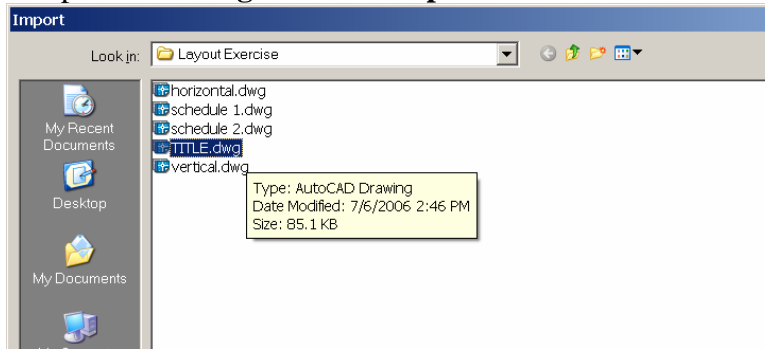 Import
Look in:
Layout Exercise
horizontal.dwg
schedule 1.dwg
schedule 2.dwg
TITLE.dwg
vertical.dwg
Type: AutoCAD Drawing
Date Modified: 7/6/2006 2:46 PM
Size: 85.1 KB
My Recent
Documents
Desktop
My Documents